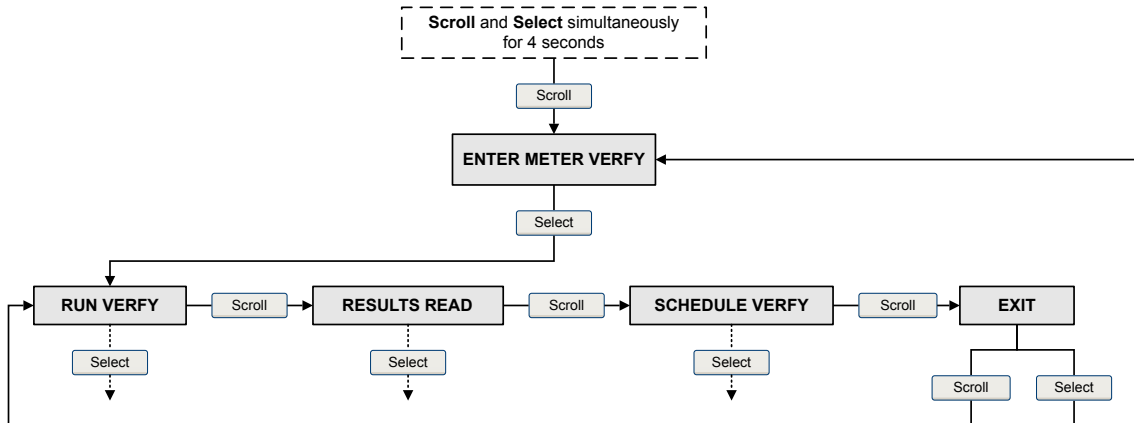 Scroll and Select simultaneously
for 4 seconds
Scroll
ENTER METER VERFY
Select
RUN VERFY
Scroll
RESULTS READ
Scroll
SCHEDULE VERFY
Scroll
EXIT
Select
Select
Select
Scroll
Select